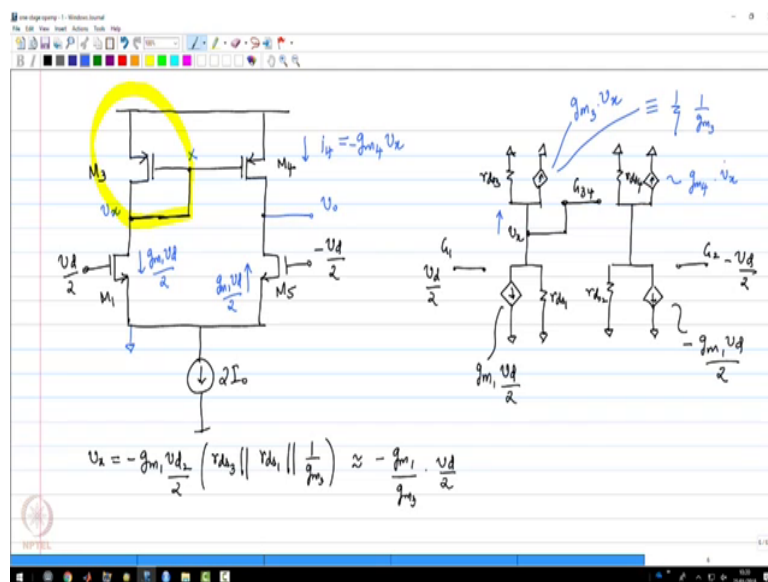 one stage opamp - 1 - Windows Journal
File Edit View Insert Actions Tools Help
100%
B I
M3
x
M4
↓ i4 = -gm4 vx
vx
vo
vd/2
↓ gm1 vd/2
gm1 vd/2 ↑
-vd/2
M1
M5
2I0
gm3 . vx ≡ 1/gm3
rds3
G34
rds4
~ gm4 . vx
vx
G1
vd/2
G2 -vd/2
rds1
rds2
gm1 vd/2
-gm1 vd/2
vx = -gm1 vd2/2 ( rds3 || rds1 || 1/gm3 ) ≈ - gm1/gm3 . vd/2
NPTEL